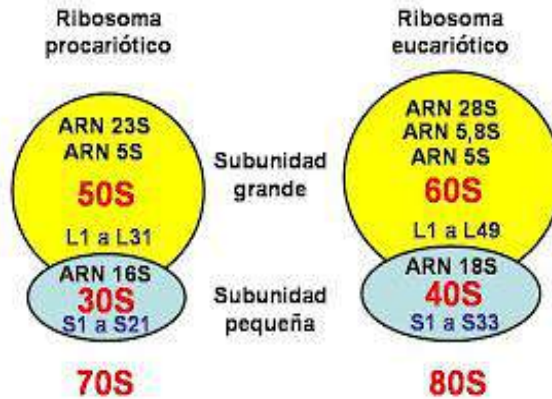 Ribosoma
procariótico
ARN 23S
ARN 5S
50S
L1 a L31
ARN 16S
30S
S1 a S21
70S
Subunidad
grande
Subunidad
pequeña
Ribosoma
eucariótico
ARN 28S
ARN 5,8S
ARN 5S
60S
L1 a L49
ARN 18S
40S
S1 a S33
80S